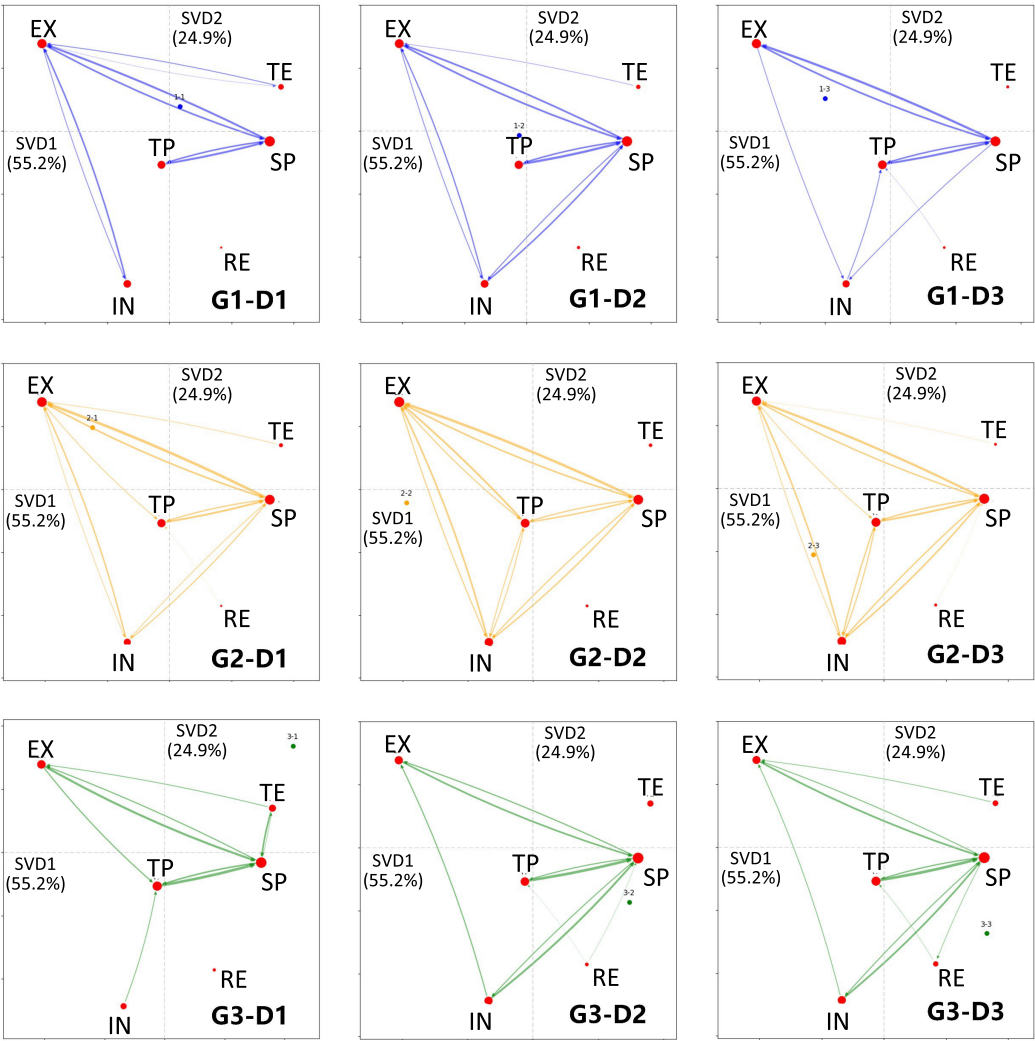 SVD2
(24.9%)
EX
TE
1-1
SVD1
(55.2%)
TP
SP
RE
IN
G1-D1
SVD2
(24.9%)
EX
TE
1-2
SVD1
(55.2%)
TP
SP
RE
IN
G1-D2
SVD2
(24.9%)
EX
TE
1-3
SVD1
(55.2%)
TP
SP
RE
IN
G1-D3
SVD2
(24.9%)
EX
2-1
TE
SVD1
(55.2%)
TP
SP
RE
IN
G2-D1
SVD2
(24.9%)
EX
TE
2-2
SVD1
(55.2%)
TP
SP
RE
IN
G2-D2
SVD2
(24.9%)
EX
TE
SVD1
(55.2%)
TP
SP
2-3
RE
IN
G2-D3
SVD2
(24.9%)
3-1
EX
TE
SVD1
(55.2%)
TP
SP
RE
IN
G3-D1
SVD2
(24.9%)
EX
TE
SVD1
(55.2%)
TP
SP
3-2
RE
IN
G3-D2
SVD2
(24.9%)
EX
TE
SVD1
(55.2%)
TP
SP
3-3
RE
IN
G3-D3